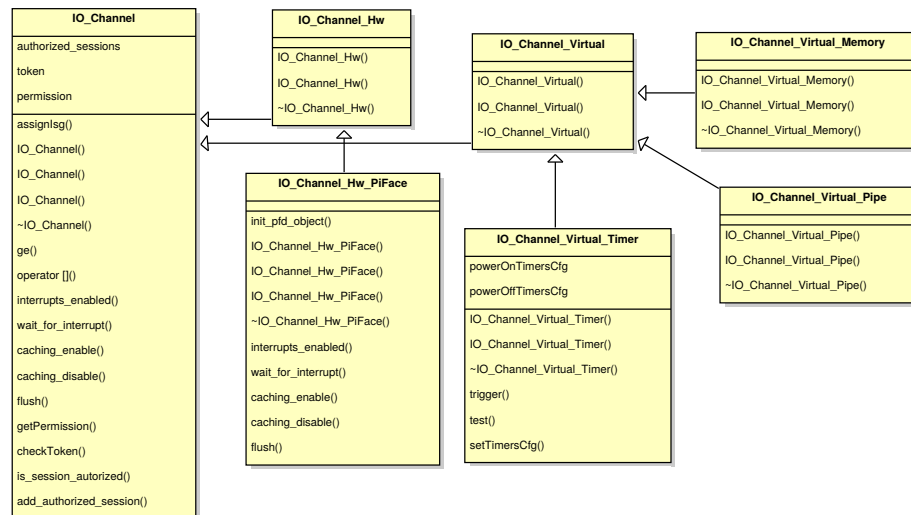 IO_Channel
authorized_sessions
token
permission
assignIsg()
IO_Channel()
IO_Channel()
IO_Channel()
~IO_Channel()
ge()
operator []()
interrupts_enabled()
wait_for_interrupt()
caching_enable()
caching_disable()
flush()
getPermission()
checkToken()
is_session_autorized()
add_authorized_session()
IO_Channel_Hw
IO_Channel_Hw()
IO_Channel_Hw()
~IO_Channel_Hw()
IO_Channel_Hw_PiFace
init_pfd_object()
IO_Channel_Hw_PiFace()
IO_Channel_Hw_PiFace()
IO_Channel_Hw_PiFace()
~IO_Channel_Hw_PiFace()
interrupts_enabled()
wait_for_interrupt()
caching_enable()
caching_disable()
flush()
IO_Channel_Virtual
IO_Channel_Virtual()
IO_Channel_Virtual()
~IO_Channel_Virtual()
IO_Channel_Virtual_Timer
powerOnTimersCfg
powerOffTimersCfg
IO_Channel_Virtual_Timer()
IO_Channel_Virtual_Timer()
~IO_Channel_Virtual_Timer()
trigger()
test()
setTimersCfg()
IO_Channel_Virtual_Memory
IO_Channel_Virtual_Memory()
IO_Channel_Virtual_Memory()
~IO_Channel_Virtual_Memory()
IO_Channel_Virtual_Pipe
IO_Channel_Virtual_Pipe()
IO_Channel_Virtual_Pipe()
~IO_Channel_Virtual_Pipe()